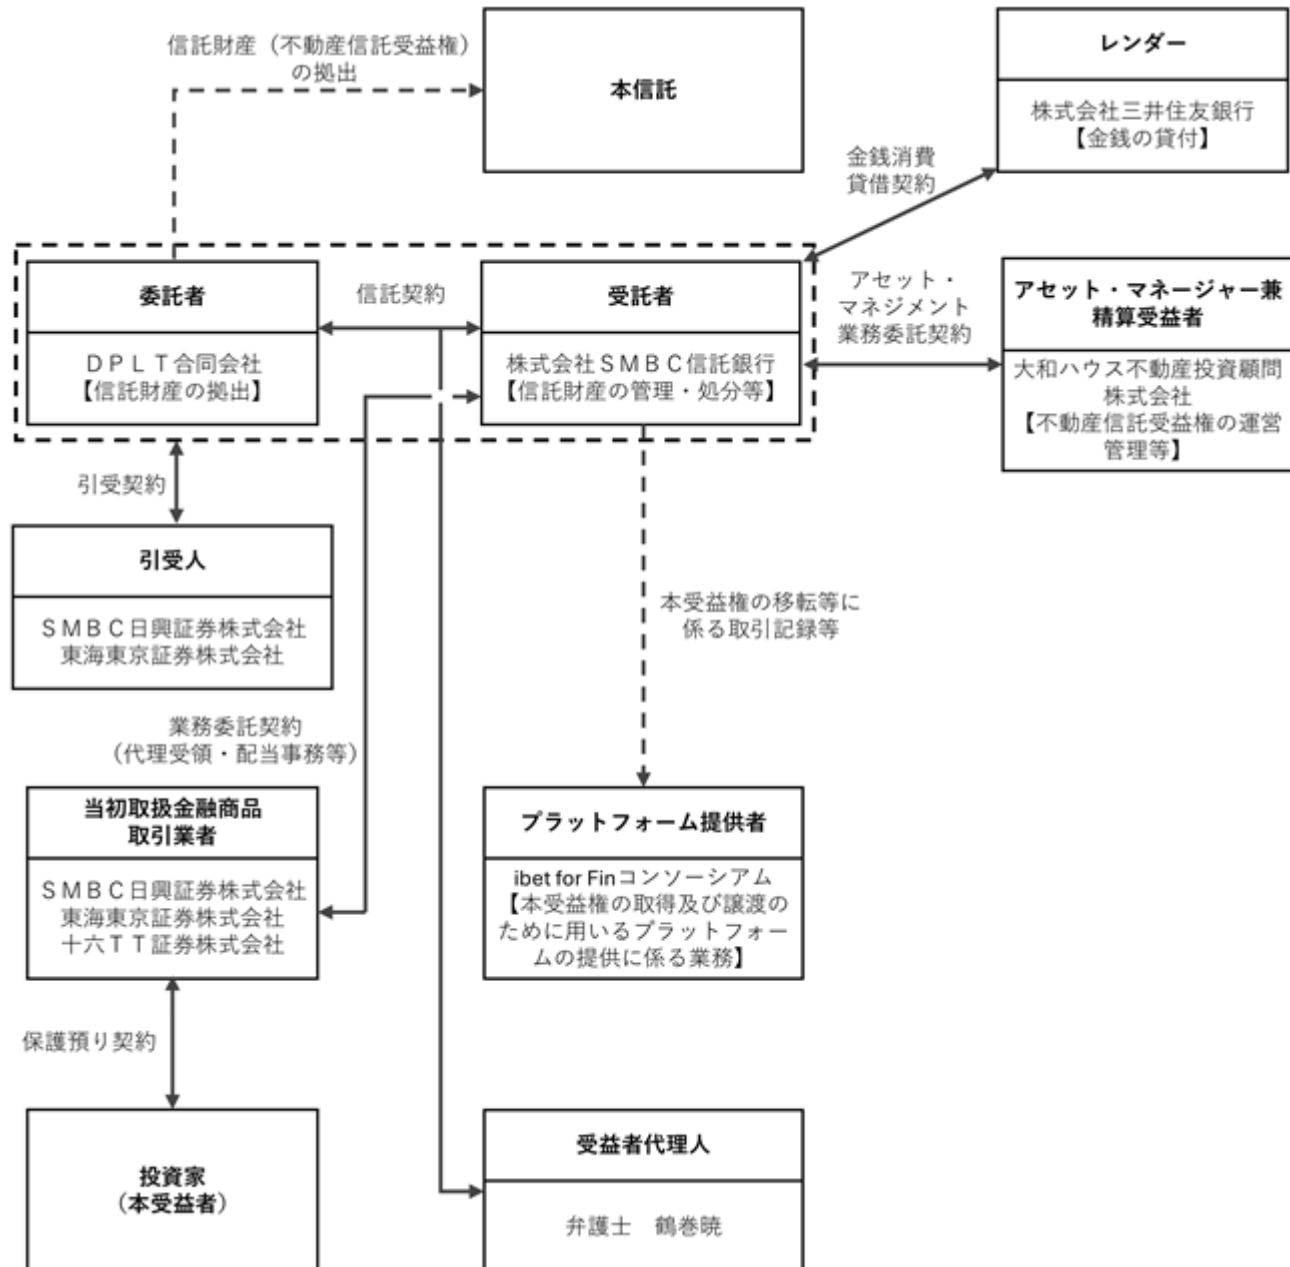 信託財産（不動産信託受益権）
の拠出
本信託
レンダー
株式会社三井住友銀行
【金銭の貸付】
金銭消費
貸借契約
委託者
ＤＰＬＴ合同会社
【信託財産の拠出】
信託契約
受託者
株式会社ＳＭＢＣ信託銀行
【信託財産の管理・処分等】
アセット・
マネジメント
業務委託契約
アセット・マネージャー兼
精算受益者
大和ハウス不動産投資顧問
株式会社
【不動産信託受益権の運営
管理等】
引受契約
引受人
ＳＭＢＣ日興証券株式会社
東海東京証券株式会社
本受益権の移転等に
係る取引記録等
業務委託契約
（代理受領・配当事務等）
当初取扱金融商品
取引業者
ＳＭＢＣ日興証券株式会社
東海東京証券株式会社
十六ＴＴ証券株式会社
プラットフォーム提供者
ibet for Finコンソーシアム
【本受益権の取得及び譲渡の
ために用いるプラットフォー
ムの提供に係る業務】
保護預り契約
投資家
（本受益者）
受益者代理人
弁護士　鶴巻暁